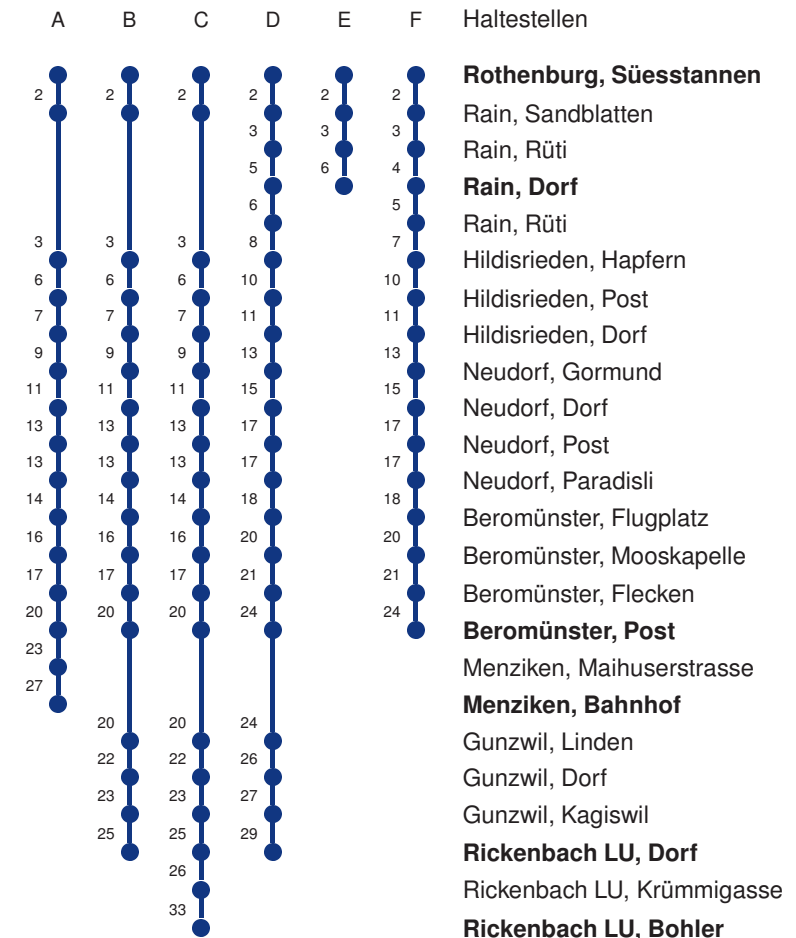 A B C D E F Haltestellen
Rothenburg, Süesstannen
2 2 2 2 2 2 Rain, Sandblatten
3 3 3 Rain, Rüti
5 6 4 Rain, Dorf
6 5 Rain, Rüti
3 3 3 8 7 Hildisrieden, Hapfern
6 6 6 10 10 Hildisrieden, Post
7 7 7 11 11 Hildisrieden, Dorf
9 9 9 13 13 Neudorf, Gormund
11 11 11 15 15 Neudorf, Dorf
13 13 13 17 17 Neudorf, Post
13 13 13 17 17 Neudorf, Paradisli
14 14 14 18 18 Beromünster, Flugplatz
16 16 16 20 20 Beromünster, Mooskapelle
17 17 17 21 21 Beromünster, Flecken
20 20 20 24 24 Beromünster, Post
23 Menziken, Maihuserstrasse
27 Menziken, Bahnhof
20 20 24 Gunzwil, Linden
22 22 26 Gunzwil, Dorf
23 23 27 Gunzwil, Kagiswil
25 25 29 Rickenbach LU, Dorf
26 Rickenbach LU, Krümmigasse
33 Rickenbach LU, Bohler